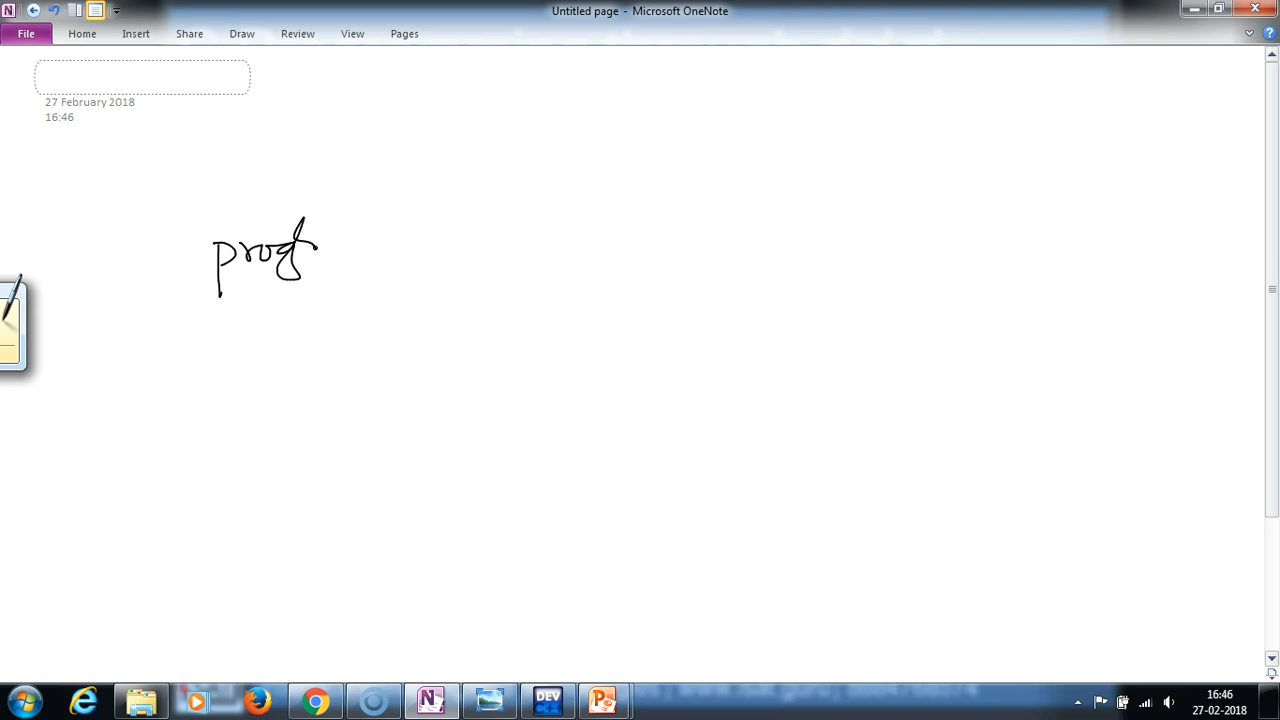 Untitled page - Microsoft OneNote
File Home Insert Share Draw Review View Pages
27 February 2018
16:46
prog
DEV
C++
16:46
27-02-2018